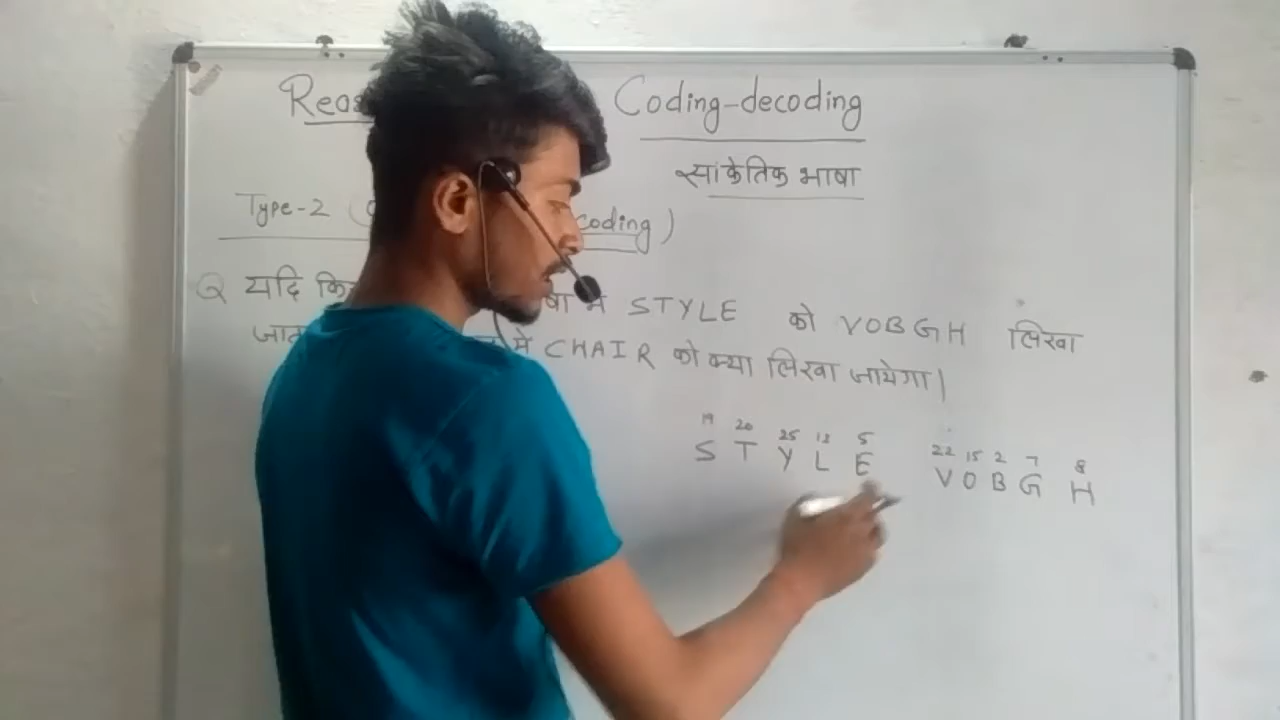 Coding-decoding
सांकेतिक भाषा
Type-2 ( coding )
Q यदि में STYLE को VOBGH लिखा
में CHAIR को क्या लिखा जायेगा।
19 20 25 12 5 22 15 2 7 8
S T Y L E V O B G H